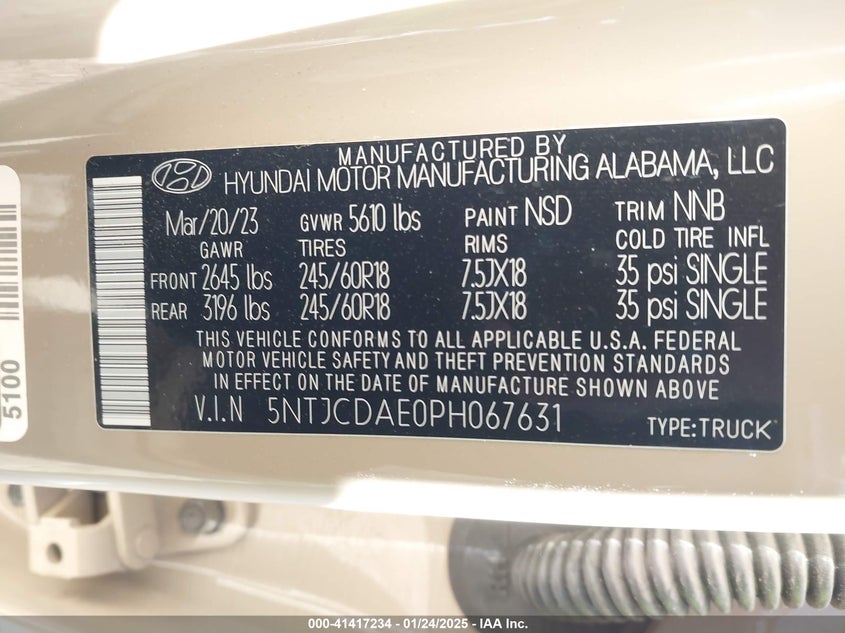 MANUFACTURED BY
HYUNDAI MOTOR MANUFACTURING ALABAMA, LLC
Mar/20/23 GVWR 5610 lbs PAINT NSD TRIM NNB
GAWR TIRES RIMS COLD TIRE INFL
FRONT 2645 lbs 245/60R18 7.5JX18 35 psi SINGLE
REAR 3196 lbs 245/60R18 7.5JX18 35 psi SINGLE
THIS VEHICLE CONFORMS TO ALL APPLICABLE U.S.A. FEDERAL
MOTOR VEHICLE SAFETY AND THEFT PREVENTION STANDARDS
IN EFFECT ON THE DATE OF MANUFACTURE SHOWN ABOVE
V.I.N 5NTJCDAE0PH067631
TYPE:TRUCK
5100
000-41417234 - 01/24/2025 - IAA Inc.